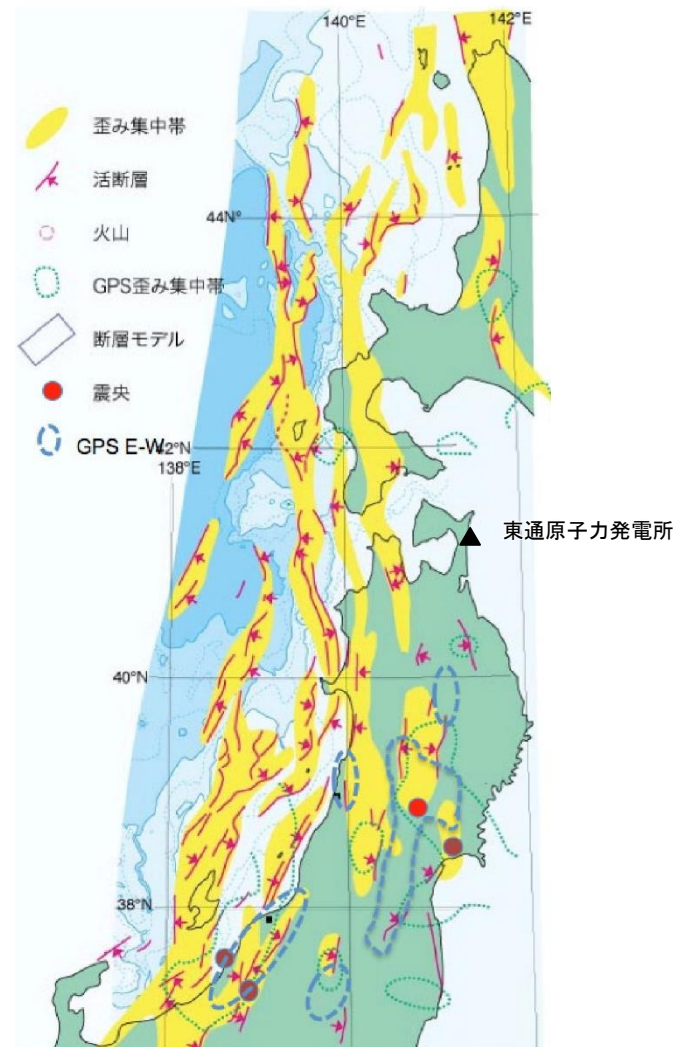 140°E
142°E
歪み集中帯
活断層
44N°
火山
GPS歪み集中帯
断層モデル
震央
GPS E-W
42°N
138°E
東通原子力発電所
40°N
38°N